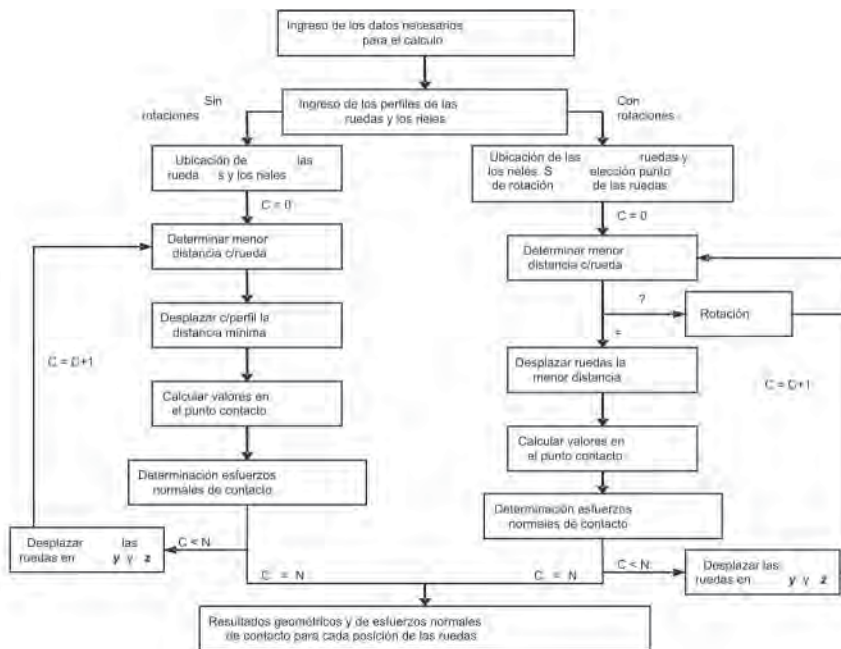 Ingreso de los datos necesarios
para el calculo
Ingreso de los perfiles de las
ruedas y los rieles
Sin
rotaciones
Con
rotaciones
Ubicación de las
rueda s y los rieles
C = 0
Determinar menor
distancia c/rueda
Desplazar c/perfil la
distancia mínima
C = C+1
Calcular valores en
el punto contacto
Determinación esfuerzos
normales de contacto
Desplazar las
ruedas en y y z
C < N
C = N
Ubicación de las ruedas y
los rieles. S elección punto
de rotación de las ruedas
C = 0
Determinar menor
distancia c/rueda
?
Rotación
=
Desplazar ruedas la
menor distancia
C = C+1
Calcular valores en
el punto contacto
Determinación esfuerzos
normales de contacto
C < N
Desplazar las
ruedas en y y z
C = N
Resultados geométricos y de esfuerzos normales
de contacto para cada posición de las ruedas